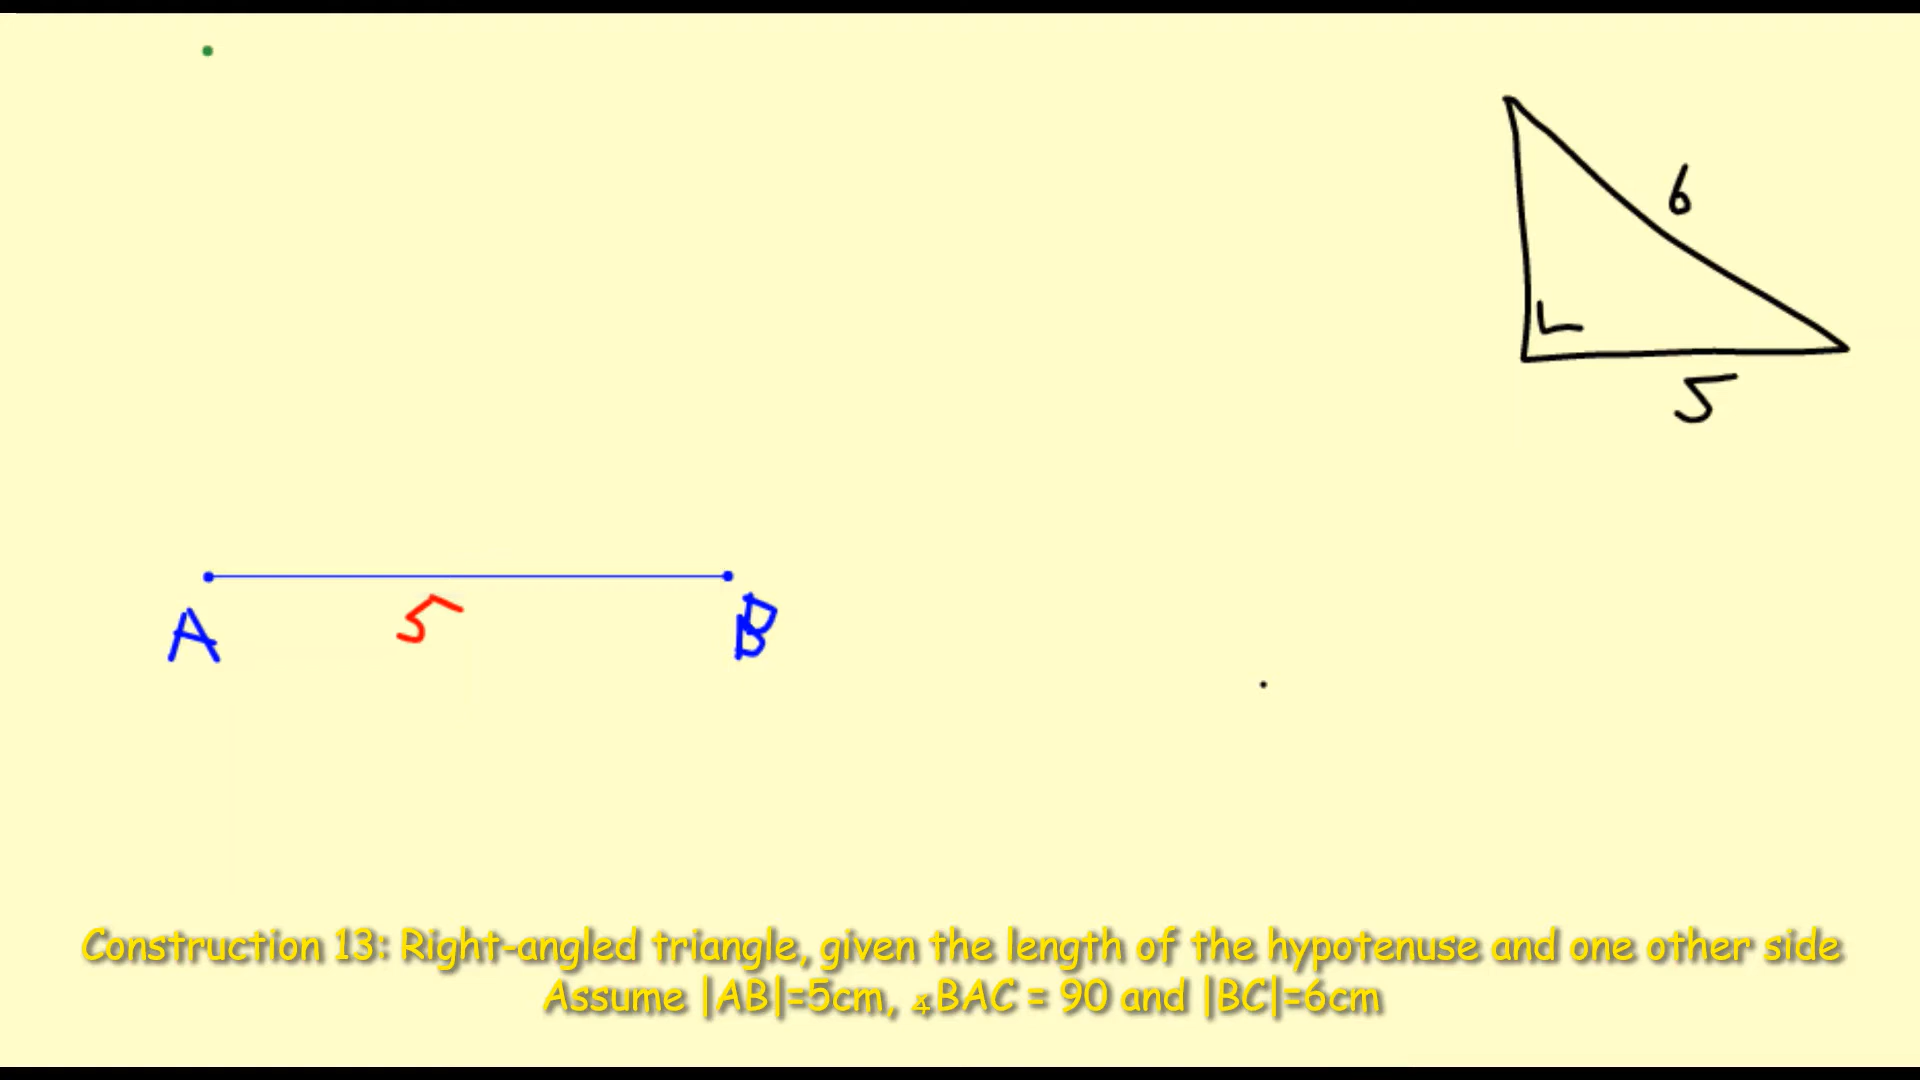 6
5
5
A
B
Construction 13: Right-angled triangle, given the length of the hypotenuse and one other side
Assume |AB|=5cm, ∡BAC = 90 and |BC|=6cm